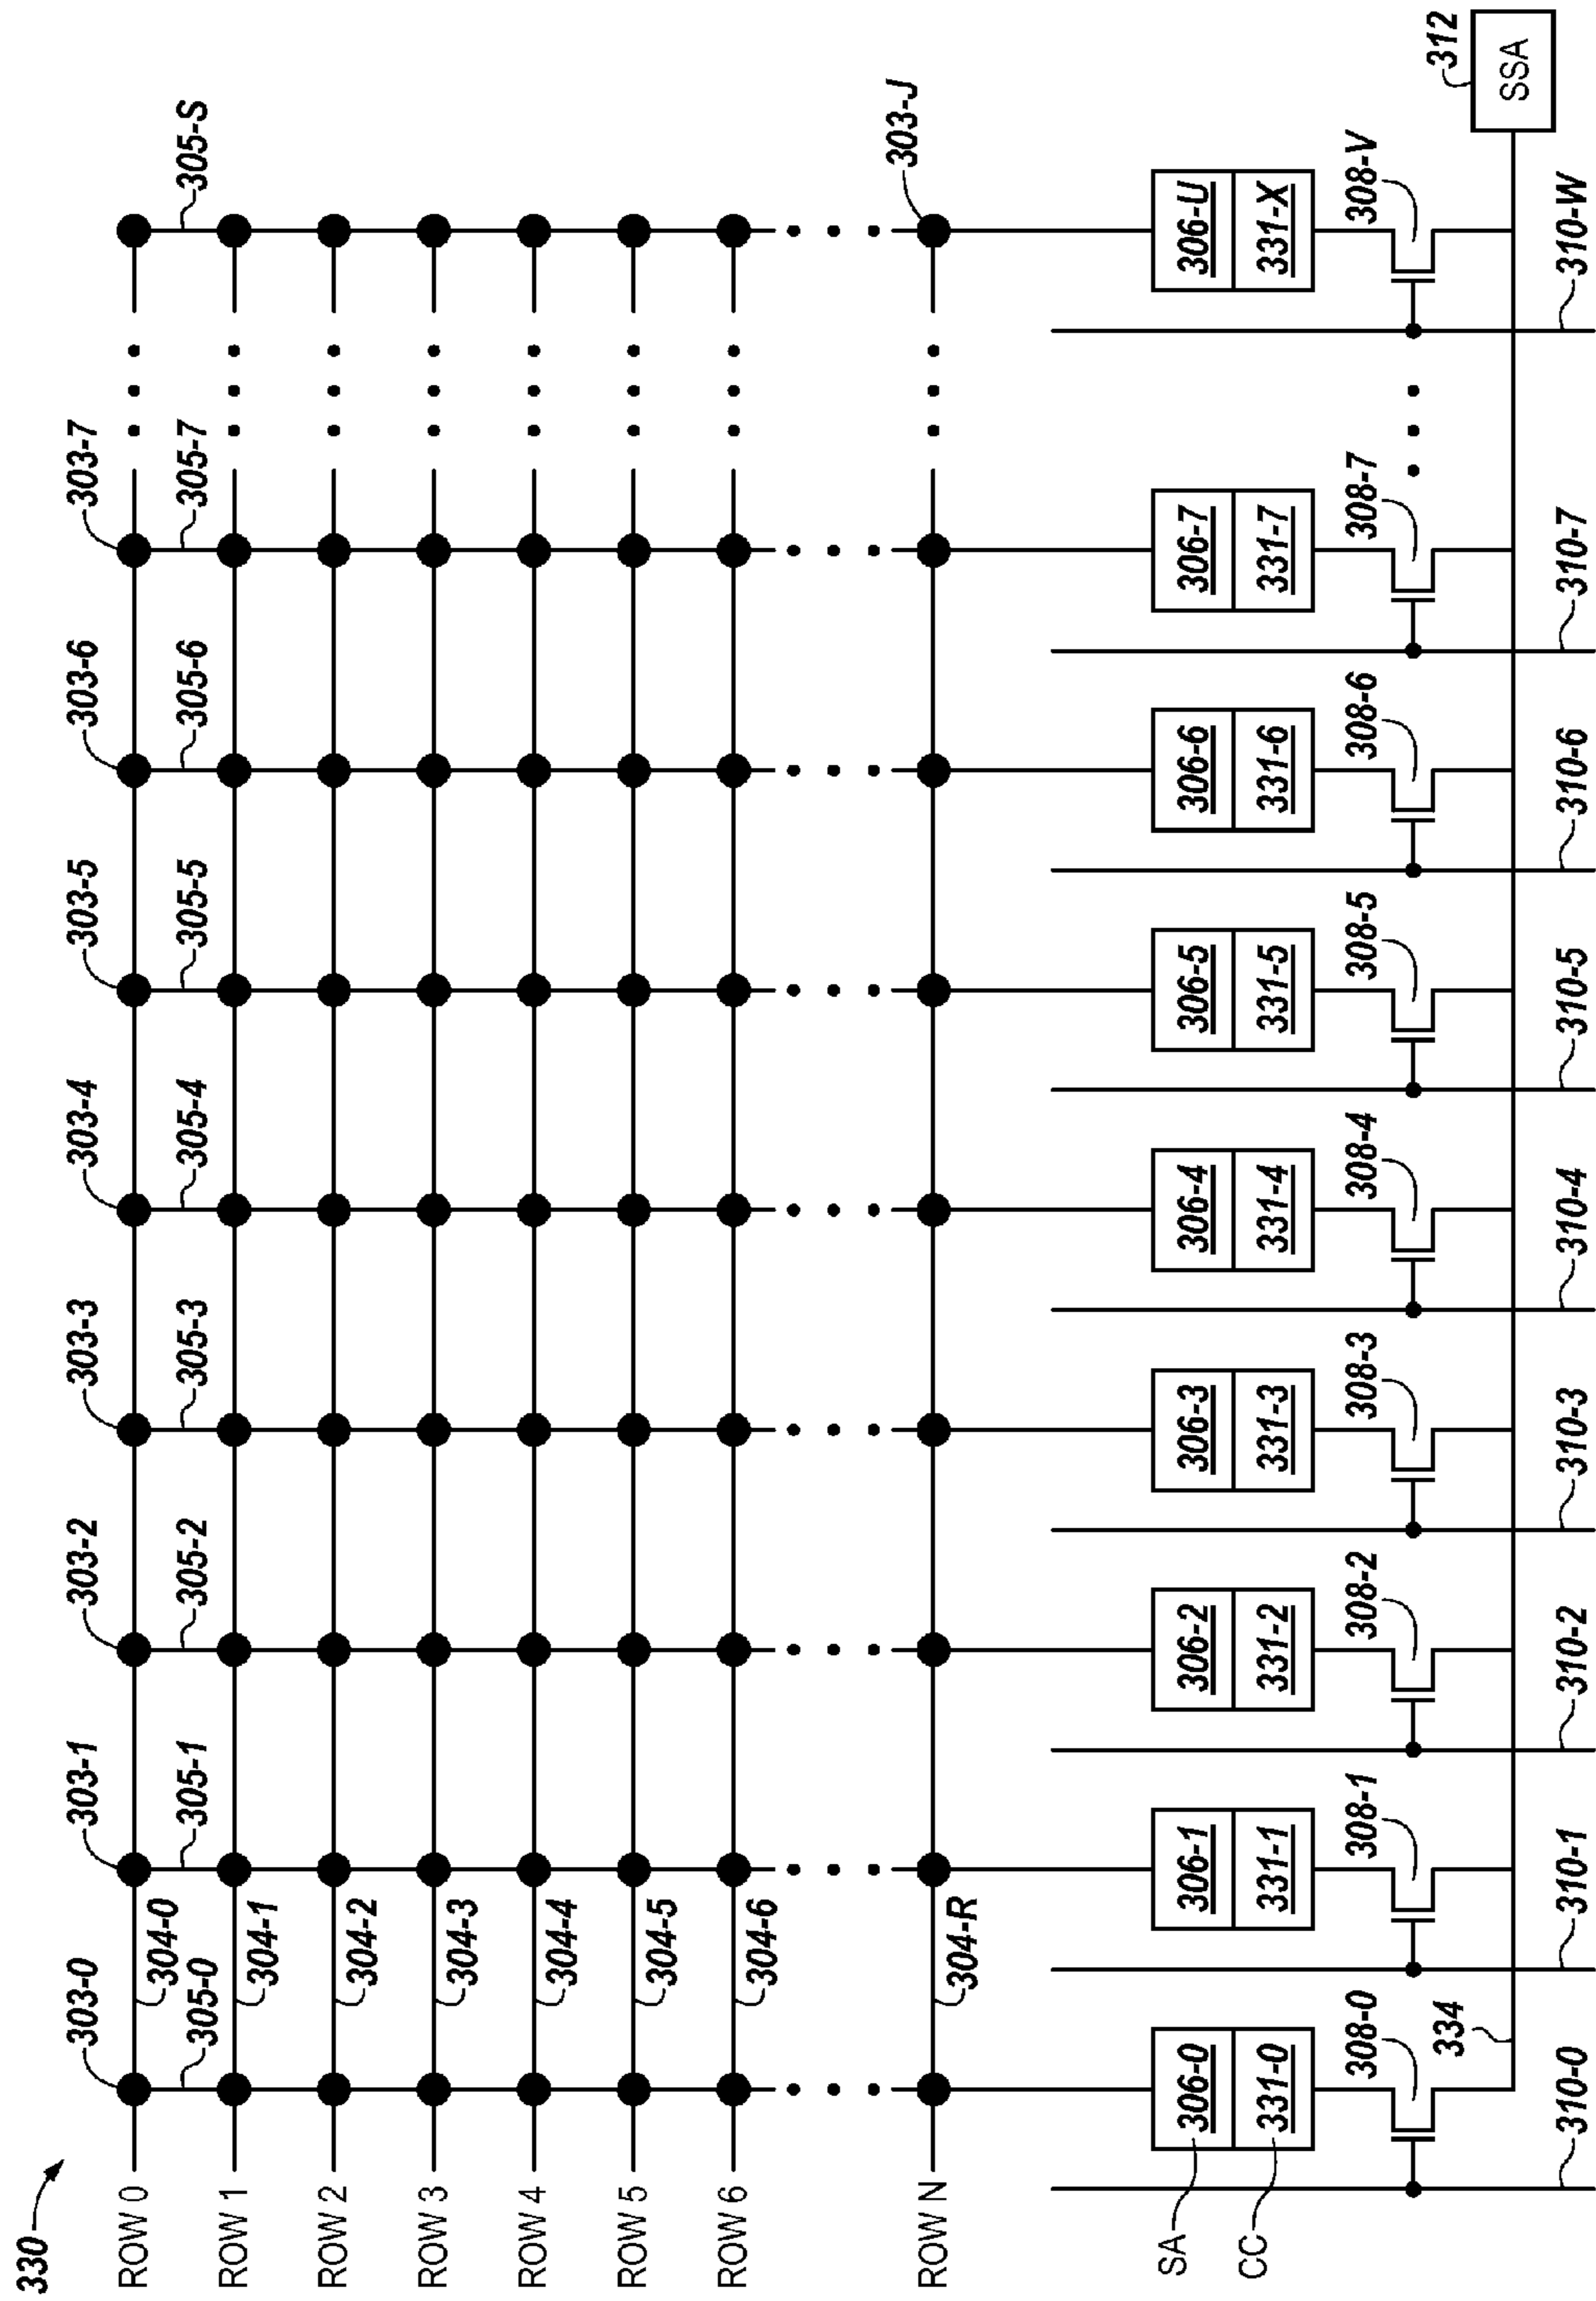 330
303-0 303-1 303-2 303-3 303-4 303-5 303-6 303-7
305-0 305-1 305-2 305-3 305-4 305-5 305-6 305-7 305-S
ROW 0 304-0
ROW 1 304-1
ROW 2 304-2
ROW 3 304-3
ROW 4 304-4
ROW 5 304-5
ROW 6 304-6
303-J
ROW N 304-R
SA 306-0 306-1 306-2 306-3 306-4 306-5 306-6 306-7 306-U
CC 331-0 331-1 331-2 331-3 331-4 331-5 331-6 331-7 331-X
308-0 308-1 308-2 308-3 308-4 308-5 308-6 308-7 308-V
334 312
SSA
310-0 310-1 310-2 310-3 310-4 310-5 310-6 310-7 310-W